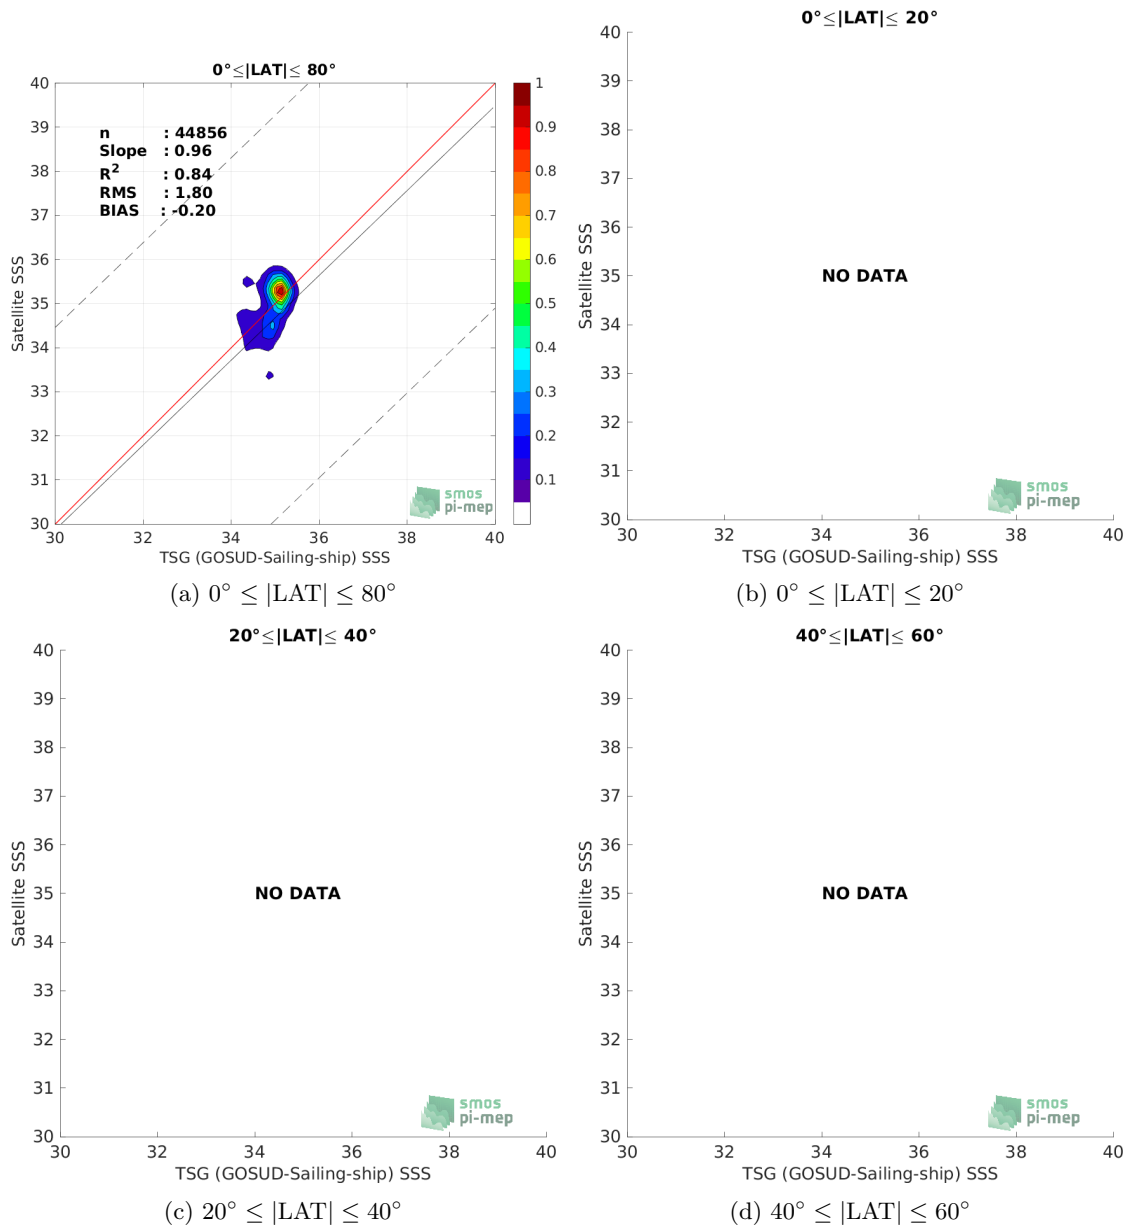 0°≤|LAT|≤ 80°
40
39
38
37
36
35
34
33
32
31
30
Satellite SSS
n : 44856
Slope : 0.96
R² : 0.84
RMS : 1.80
BIAS : -0.20
smos
pi-mep
30 32 34 36 38 40
TSG (GOSUD-Sailing-ship) SSS
1
0.9
0.8
0.7
0.6
0.5
0.4
0.3
0.2
0.1
(a) 0° ≤ |LAT| ≤ 80°
0°≤|LAT|≤ 20°
40
39
38
37
36
35
34
33
32
31
30
Satellite SSS
NO DATA
smos
pi-mep
30 32 34 36 38 40
TSG (GOSUD-Sailing-ship) SSS
(b) 0° ≤ |LAT| ≤ 20°
20°≤|LAT|≤ 40°
40
39
38
37
36
35
34
33
32
31
30
Satellite SSS
NO DATA
smos
pi-mep
30 32 34 36 38 40
TSG (GOSUD-Sailing-ship) SSS
(c) 20° ≤ |LAT| ≤ 40°
40°≤|LAT|≤ 60°
40
39
38
37
36
35
34
33
32
31
30
Satellite SSS
NO DATA
smos
pi-mep
30 32 34 36 38 40
TSG (GOSUD-Sailing-ship) SSS
(d) 40° ≤ |LAT| ≤ 60°